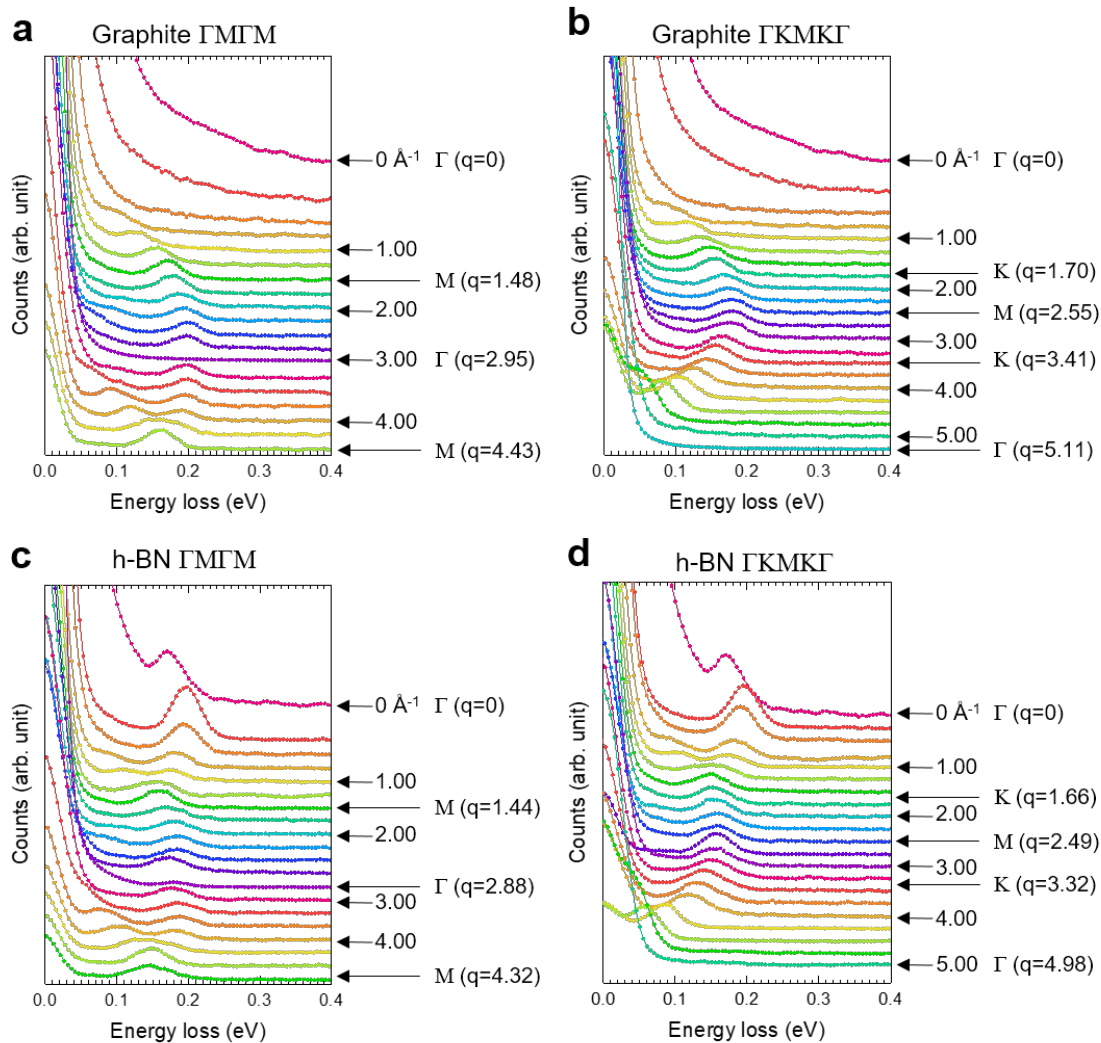 a
Graphite ΓMΓM
Counts (arb. unit)
0 Å⁻¹ Γ (q=0)
1.00
M (q=1.48)
2.00
3.00 Γ (q=2.95)
4.00
M (q=4.43)
0.0 0.1 0.2 0.3 0.4
Energy loss (eV)
b
Graphite ΓKMKΓ
Counts (arb. unit)
0 Å⁻¹ Γ (q=0)
1.00
K (q=1.70)
2.00
M (q=2.55)
3.00
K (q=3.41)
4.00
5.00
Γ (q=5.11)
0.0 0.1 0.2 0.3 0.4
Energy loss (eV)
c
h-BN ΓMΓM
Counts (arb. unit)
0 Å⁻¹ Γ (q=0)
1.00
M (q=1.44)
2.00
Γ (q=2.88)
3.00
4.00
M (q=4.32)
0.0 0.1 0.2 0.3 0.4
Energy loss (eV)
d
h-BN ΓKMKΓ
Counts (arb. unit)
0 Å⁻¹ Γ (q=0)
1.00
K (q=1.66)
2.00
M (q=2.49)
3.00
K (q=3.32)
4.00
5.00 Γ (q=4.98)
0.0 0.1 0.2 0.3 0.4
Energy loss (eV)